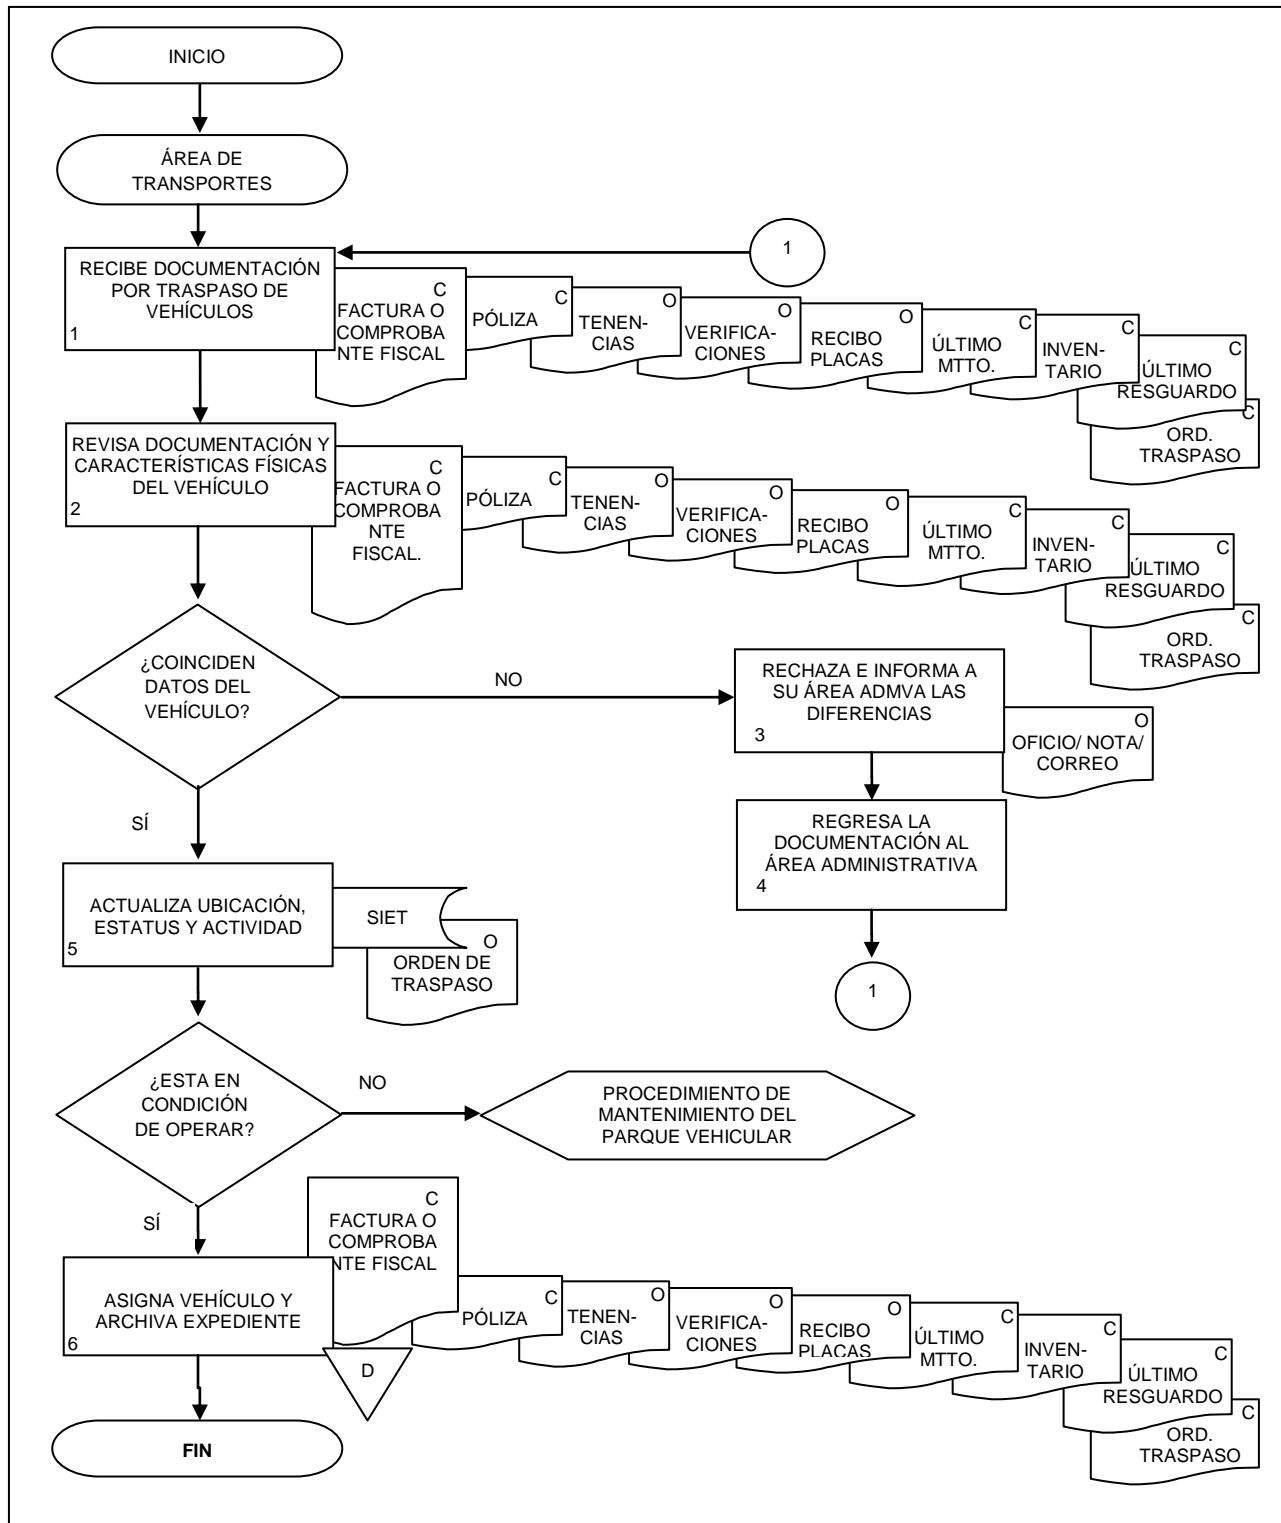 INICIO
ÁREA DE
TRANSPORTES
1
RECIBE DOCUMENTACIÓN
POR TRASPASO DE
VEHÍCULOS
1
C
FACTURA O
COMPROBA
NTE FISCAL
C
PÓLIZA
O
TENEN-
CIAS
O
VERIFICA-
CIONES
O
RECIBO
PLACAS
C
ÚLTIMO
MTTO.
C
INVEN-
TARIO
C
ÚLTIMO
RESGUARDO
C
ORD.
TRASPASO
REVISA DOCUMENTACIÓN Y
CARACTERÍSTICAS FÍSICAS
DEL VEHÍCULO
2
C
FACTURA O
COMPROBA
NTE
FISCAL.
C
PÓLIZA
O
TENEN-
CIAS
O
VERIFICA-
CIONES
O
RECIBO
PLACAS
C
ÚLTIMO
MTTO.
C
INVEN-
TARIO
C
ÚLTIMO
RESGUARDO
C
ORD.
TRASPASO
¿COINCIDEN
DATOS DEL
VEHÍCULO?
NO
RECHAZA E INFORMA A
SU ÁREA ADMVA LAS
DIFERENCIAS
3
O
OFICIO/ NOTA/
CORREO
REGRESA LA
DOCUMENTACIÓN AL
ÁREA ADMINISTRATIVA
4
1
SÍ
ACTUALIZA UBICACIÓN,
ESTATUS Y ACTIVIDAD
5
SIET
O
ORDEN DE
TRASPASO
¿ESTA EN
CONDICIÓN
DE OPERAR?
NO
PROCEDIMIENTO DE
MANTENIMIENTO DEL
PARQUE VEHICULAR
SÍ
ASIGNA VEHÍCULO Y
ARCHIVA EXPEDIENTE
6
C
FACTURA O
COMPROBA
NTE FISCAL
C
PÓLIZA
O
TENEN-
CIAS
O
VERIFICA-
CIONES
O
RECIBO
PLACAS
C
ÚLTIMO
MTTO.
C
INVEN-
TARIO
C
ÚLTIMO
RESGUARDO
C
ORD.
TRASPASO
D
FIN